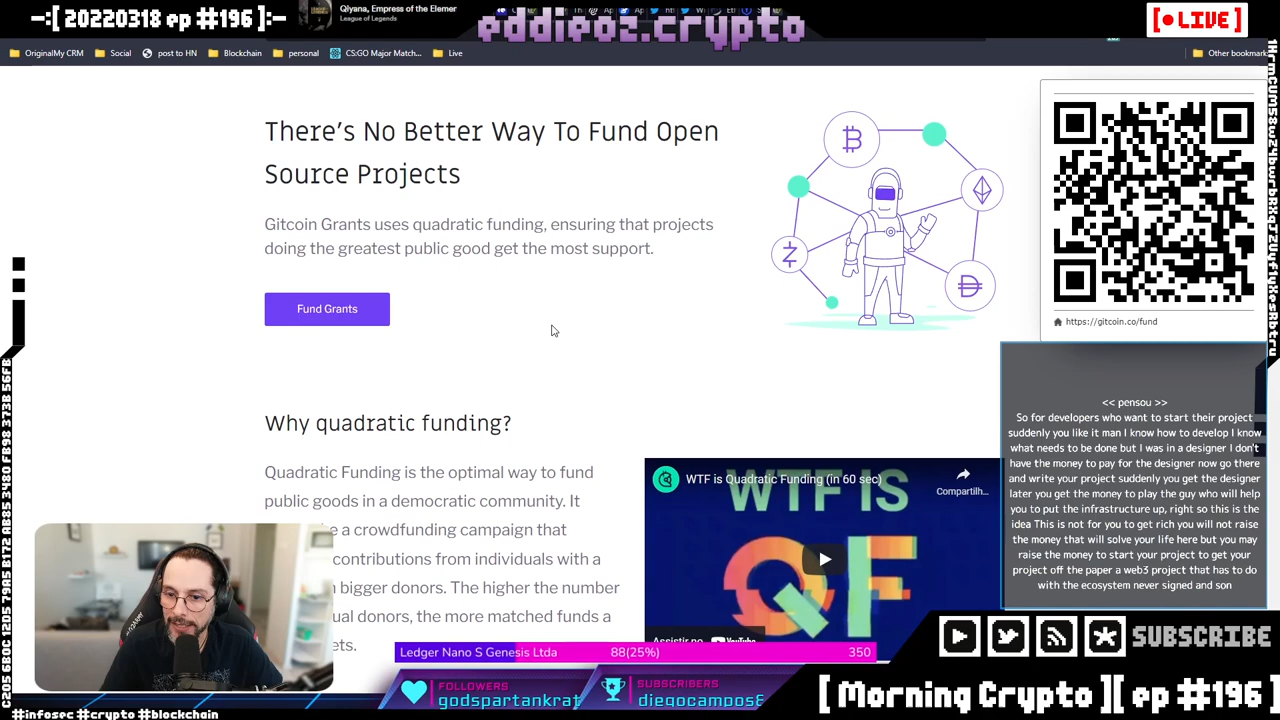 -:[ 20220318 ep #196 ]:-
Qiyana, Empress of the Elemer
League of Legends
eddieoz.crypto
[● LIVE]
OriginalMy CRM
Social
post to HN
Blockchain
personal
CS:GO Major Match...
Live
Other bookmark
There's No Better Way To Fund Open
Source Projects
Gitcoin Grants uses quadratic funding, ensuring that projects
doing the greatest public good get the most support.
Fund Grants
https://gitcoin.co/fund
<< pensou >>
So for developers who want to start their project
suddenly you like it man I know how to develop I know
what needs to be done but I was in a designer I don't
have the money to pay for the designer now go there
and write your project suddenly you get the designer
later you get the money to play the guy who will help
you to put the infrastructure up, right so this is the
idea This is not for you to get rich you will not raise
the money that will solve your life here but you may
raise the money to start your project to get your
project off the paper a web3 project that has to do
with the ecosystem never signed and son
Why quadratic funding?
Quadratic Funding is the optimal way to fund
public goods in a democratic community. It
e a crowdfunding campaign that
contributions from individuals with a
bigger donors. The higher the number
ual donors, the more matched funds a
ets.
WTF is Quadratic Funding (in 60 sec)
Compartilh...
WTF IS
QF
Assistir no
YouTube
Ledger Nano S Genesis Ltda
88(25%)
350
FOLLOWERS
godspartankrat
SUBSCRIBERS
diegocampos
SUBSCRIBE
[ Morning Crypto ][ ep #196 ]
#infosec #crypto #blockchain